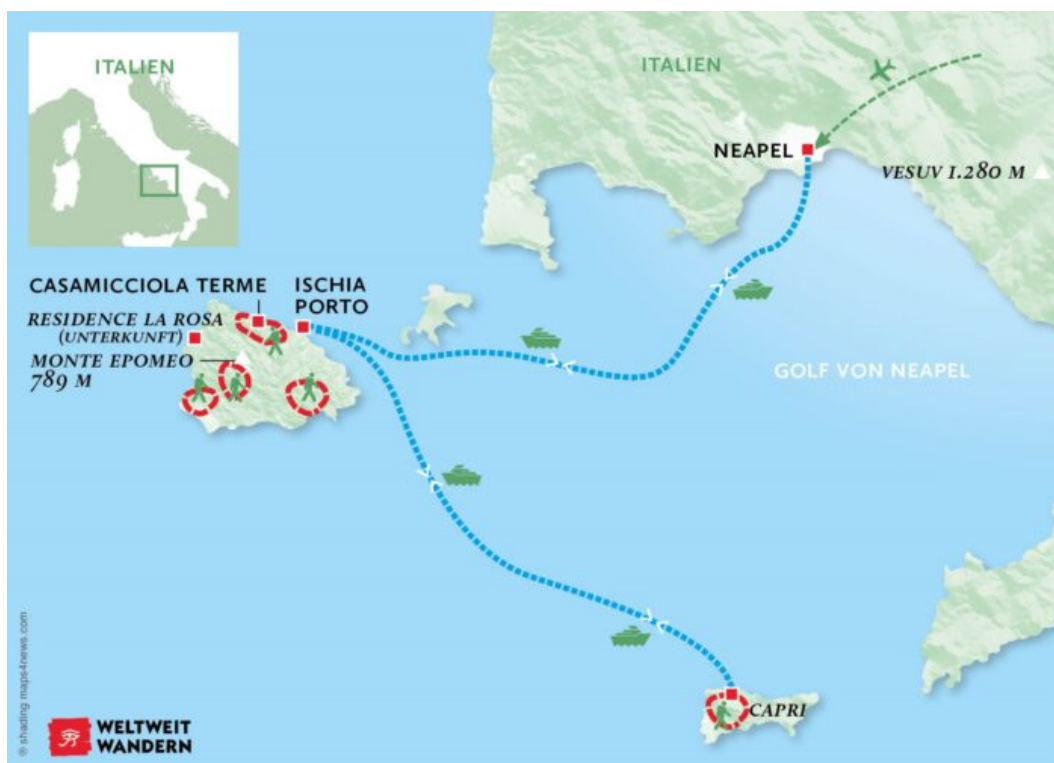 ITALIEN
ITALIEN
NEAPEL
VESUV 1.280 M
CASAMICCIOLA TERME
ISCHIA
PORTO
RESIDENCE LA ROSA
(UNTERKUNFT)
MONTE EPOMEO
789 M
GOLF VON NEAPEL
CAPRI
© shading maps4news.com
WELTWEIT
WANDERN